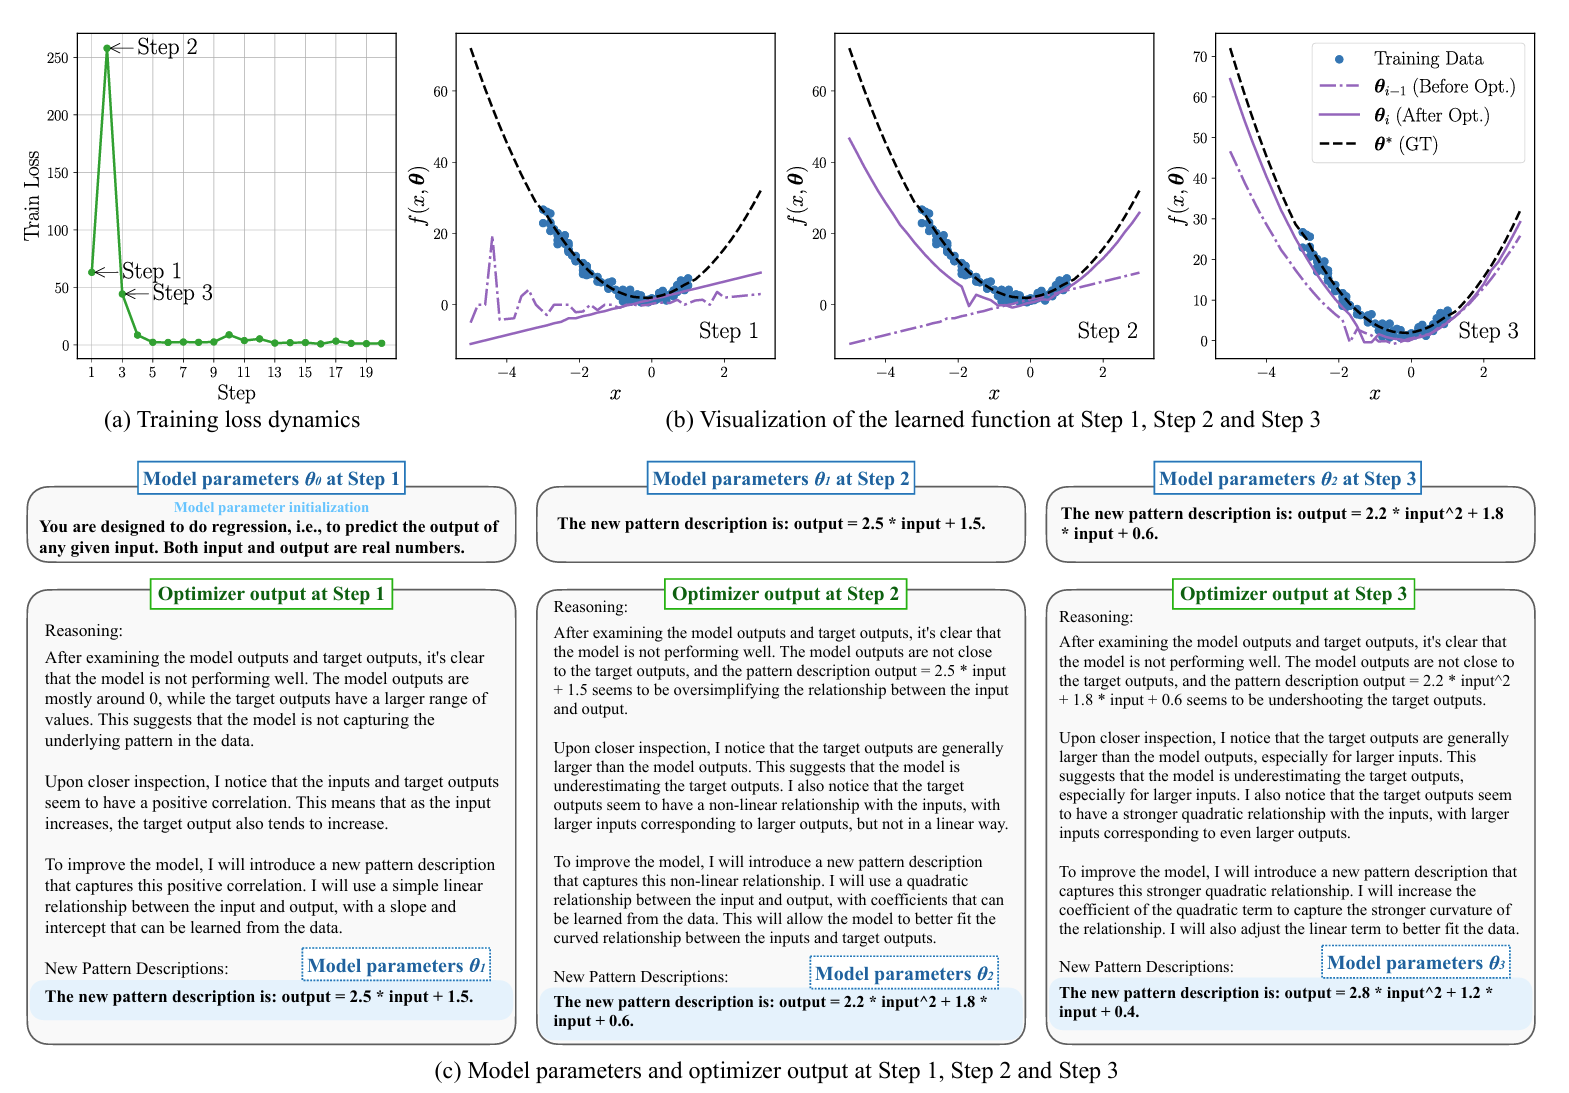 250
200
150
100
50
0
Train Loss
Step 2
Step 1
Step 3
1 3 5 7 9 11 13 15 17 19
Step
(a) Training loss dynamics
60
40
20
0
f(x, θ)
Step 1
−4 −2 0 2
x
60
40
20
0
f(x, θ)
Step 2
−4 −2 0 2
x
70
60
50
40
30
20
10
0
f(x, θ)
Training Data
θᵢ₋₁ (Before Opt.)
θᵢ (After Opt.)
θ* (GT)
Step 3
−4 −2 0 2
x
(b) Visualization of the learned function at Step 1, Step 2 and Step 3
Model parameters θ₀ at Step 1
Model parameter initialization
You are designed to do regression, i.e., to predict the output of
any given input. Both input and output are real numbers.
Model parameters θ₁ at Step 2
The new pattern description is: output = 2.5 * input + 1.5.
Model parameters θ₂ at Step 3
The new pattern description is: output = 2.2 * input^2 + 1.8
* input + 0.6.
Optimizer output at Step 1
Reasoning:
After examining the model outputs and target outputs, it's clear
that the model is not performing well. The model outputs are
mostly around 0, while the target outputs have a larger range of
values. This suggests that the model is not capturing the
underlying pattern in the data.
Upon closer inspection, I notice that the inputs and target outputs
seem to have a positive correlation. This means that as the input
increases, the target output also tends to increase.
To improve the model, I will introduce a new pattern description
that captures this positive correlation. I will use a simple linear
relationship between the input and output, with a slope and
intercept that can be learned from the data.
New Pattern Descriptions:
Model parameters θ₁
The new pattern description is: output = 2.5 * input + 1.5.
Optimizer output at Step 2
Reasoning:
After examining the model outputs and target outputs, it's clear that
the model is not performing well. The model outputs are not close
to the target outputs, and the pattern description output = 2.5 * input
+ 1.5 seems to be oversimplifying the relationship between the input
and output.
Upon closer inspection, I notice that the target outputs are generally
larger than the model outputs. This suggests that the model is
underestimating the target outputs. I also notice that the target
outputs seem to have a non-linear relationship with the inputs, with
larger inputs corresponding to larger outputs, but not in a linear way.
To improve the model, I will introduce a new pattern description
that captures this non-linear relationship. I will use a quadratic
relationship between the input and output, with coefficients that can
be learned from the data. This will allow the model to better fit the
curved relationship between the inputs and target outputs.
New Pattern Descriptions:
Model parameters θ₂
The new pattern description is: output = 2.2 * input^2 + 1.8 *
input + 0.6.
Optimizer output at Step 3
Reasoning:
After examining the model outputs and target outputs, it's clear that
the model is not performing well. The model outputs are not close to
the target outputs, and the pattern description output = 2.2 * input^2
+ 1.8 * input + 0.6 seems to be undershooting the target outputs.
Upon closer inspection, I notice that the target outputs are generally
larger than the model outputs, especially for larger inputs. This
suggests that the model is underestimating the target outputs,
especially for larger inputs. I also notice that the target outputs seem
to have a stronger quadratic relationship with the inputs, with larger
inputs corresponding to even larger outputs.
To improve the model, I will introduce a new pattern description that
captures this stronger quadratic relationship. I will increase the
coefficient of the quadratic term to capture the stronger curvature of
the relationship. I will also adjust the linear term to better fit the data.
New Pattern Descriptions:
Model parameters θ₃
The new pattern description is: output = 2.8 * input^2 + 1.2 *
input + 0.4.
(c) Model parameters and optimizer output at Step 1, Step 2 and Step 3